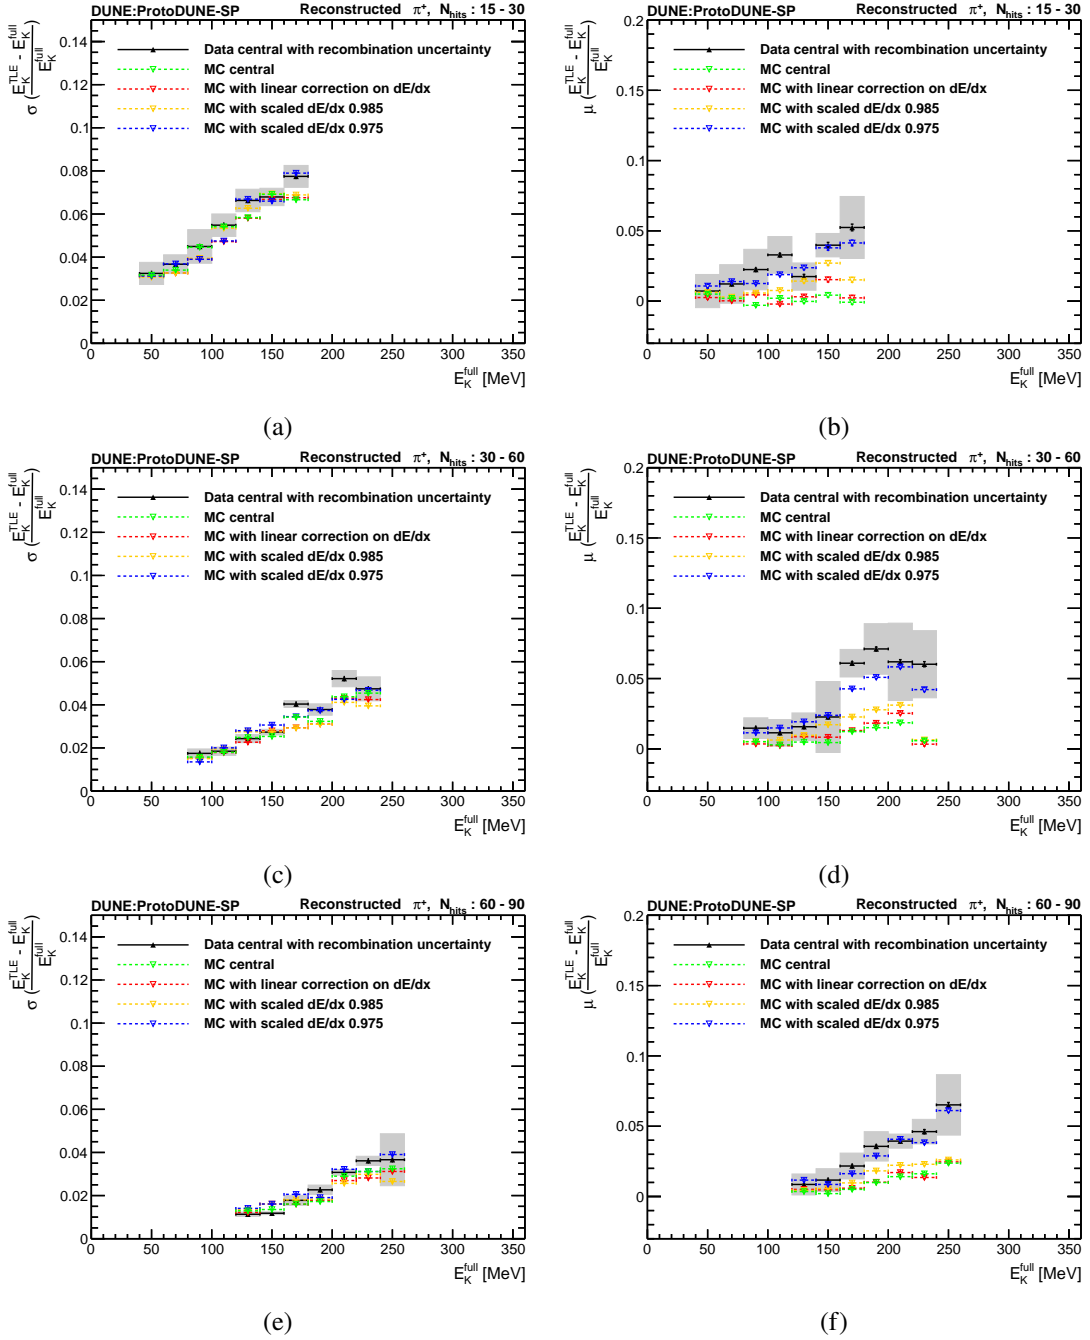 DUNE:ProtoDUNE-SP Reconstructed π⁺, N_hits : 15 - 30
σ (E_K^TLE - E_K^full / E_K^full)
Data central with recombination uncertainty
MC central
MC with linear correction on dE/dx
MC with scaled dE/dx 0.985
MC with scaled dE/dx 0.975
0.14
0.12
0.1
0.08
0.06
0.04
0.02
0
0 50 100 150 200 250 300 350
E_K^full [MeV]
(a)
DUNE:ProtoDUNE-SP Reconstructed π⁺, N_hits : 15 - 30
μ (E_K^TLE - E_K^full / E_K^full)
Data central with recombination uncertainty
MC central
MC with linear correction on dE/dx
MC with scaled dE/dx 0.985
MC with scaled dE/dx 0.975
0.2
0.15
0.1
0.05
0
0 50 100 150 200 250 300 350
E_K^full [MeV]
(b)
DUNE:ProtoDUNE-SP Reconstructed π⁺, N_hits : 30 - 60
σ (E_K^TLE - E_K^full / E_K^full)
Data central with recombination uncertainty
MC central
MC with linear correction on dE/dx
MC with scaled dE/dx 0.985
MC with scaled dE/dx 0.975
0.14
0.12
0.1
0.08
0.06
0.04
0.02
0
0 50 100 150 200 250 300 350
E_K^full [MeV]
(c)
DUNE:ProtoDUNE-SP Reconstructed π⁺, N_hits : 30 - 60
μ (E_K^TLE - E_K^full / E_K^full)
Data central with recombination uncertainty
MC central
MC with linear correction on dE/dx
MC with scaled dE/dx 0.985
MC with scaled dE/dx 0.975
0.2
0.15
0.1
0.05
0
0 50 100 150 200 250 300 350
E_K^full [MeV]
(d)
DUNE:ProtoDUNE-SP Reconstructed π⁺, N_hits : 60 - 90
σ (E_K^TLE - E_K^full / E_K^full)
Data central with recombination uncertainty
MC central
MC with linear correction on dE/dx
MC with scaled dE/dx 0.985
MC with scaled dE/dx 0.975
0.14
0.12
0.1
0.08
0.06
0.04
0.02
0
0 50 100 150 200 250 300 350
E_K^full [MeV]
(e)
DUNE:ProtoDUNE-SP Reconstructed π⁺, N_hits : 60 - 90
μ (E_K^TLE - E_K^full / E_K^full)
Data central with recombination uncertainty
MC central
MC with linear correction on dE/dx
MC with scaled dE/dx 0.985
MC with scaled dE/dx 0.975
0.2
0.15
0.1
0.05
0
0 50 100 150 200 250 300 350
E_K^full [MeV]
(f)